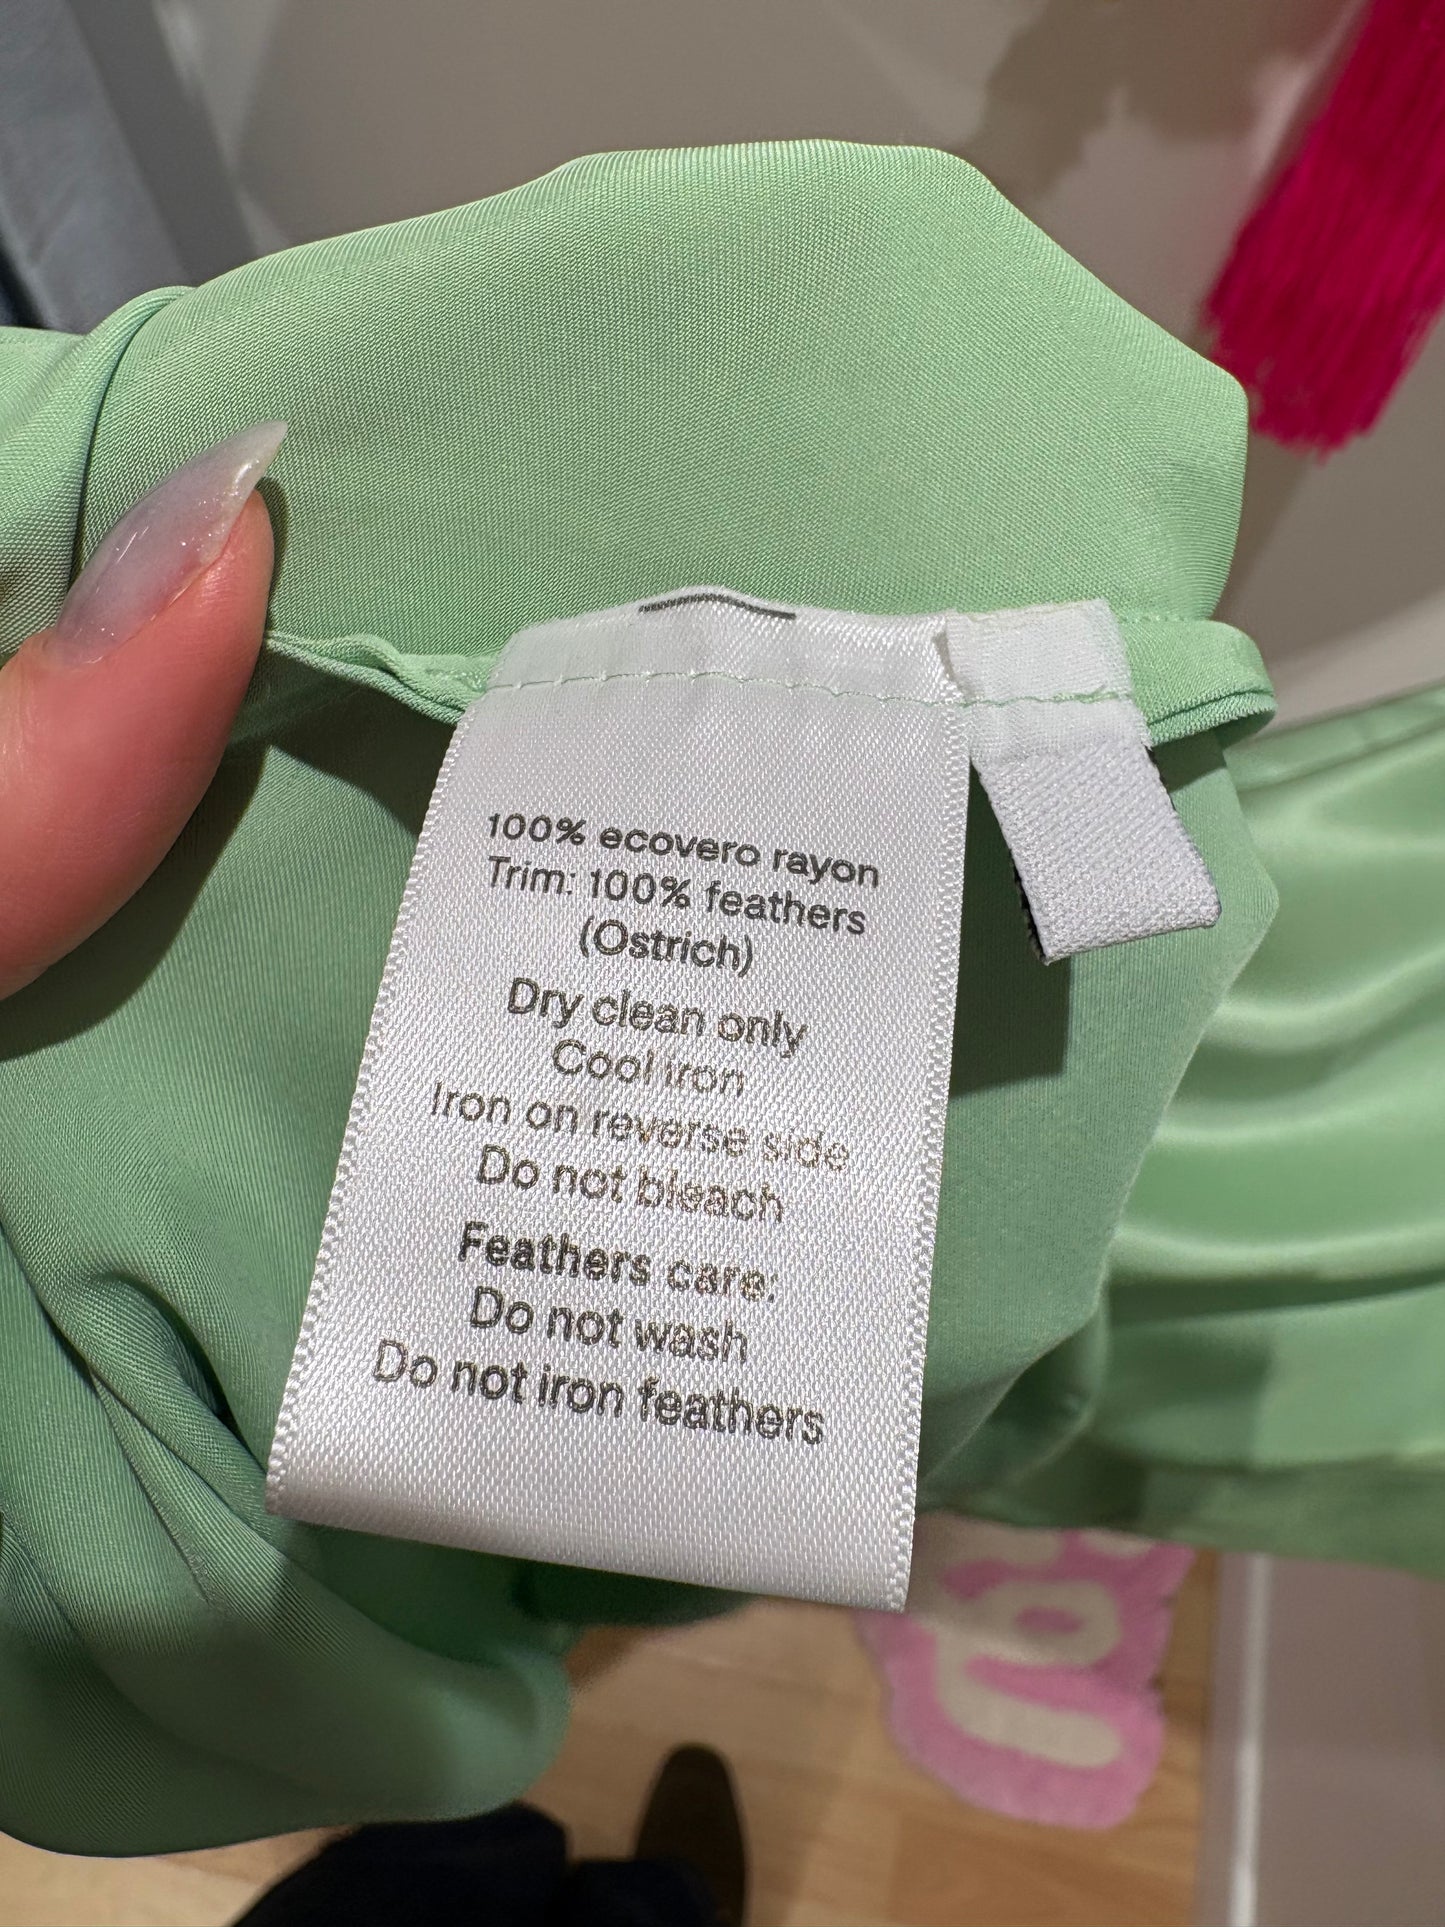 100% ecovero rayon
Trim: 100% feathers
(Ostrich)
Dry clean only
Cool iron
Iron on reverse side
Do not bleach
Feathers care:
Do not wash
Do not iron feathers